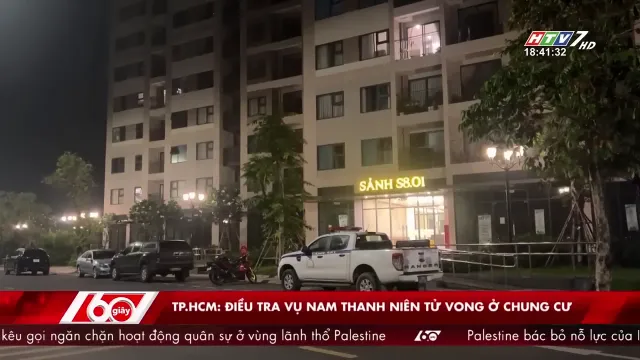 HTV7 HD
18:41:32
SẢNH S8.01
60 giây
TP.HCM: ĐIỀU TRA VỤ NAM THANH NIÊN TỬ VONG Ở CHUNG CƯ
kêu gọi ngăn chặn hoạt động quân sự ở vùng lãnh thổ Palestine 60 Palestine bác bỏ nỗ lực của